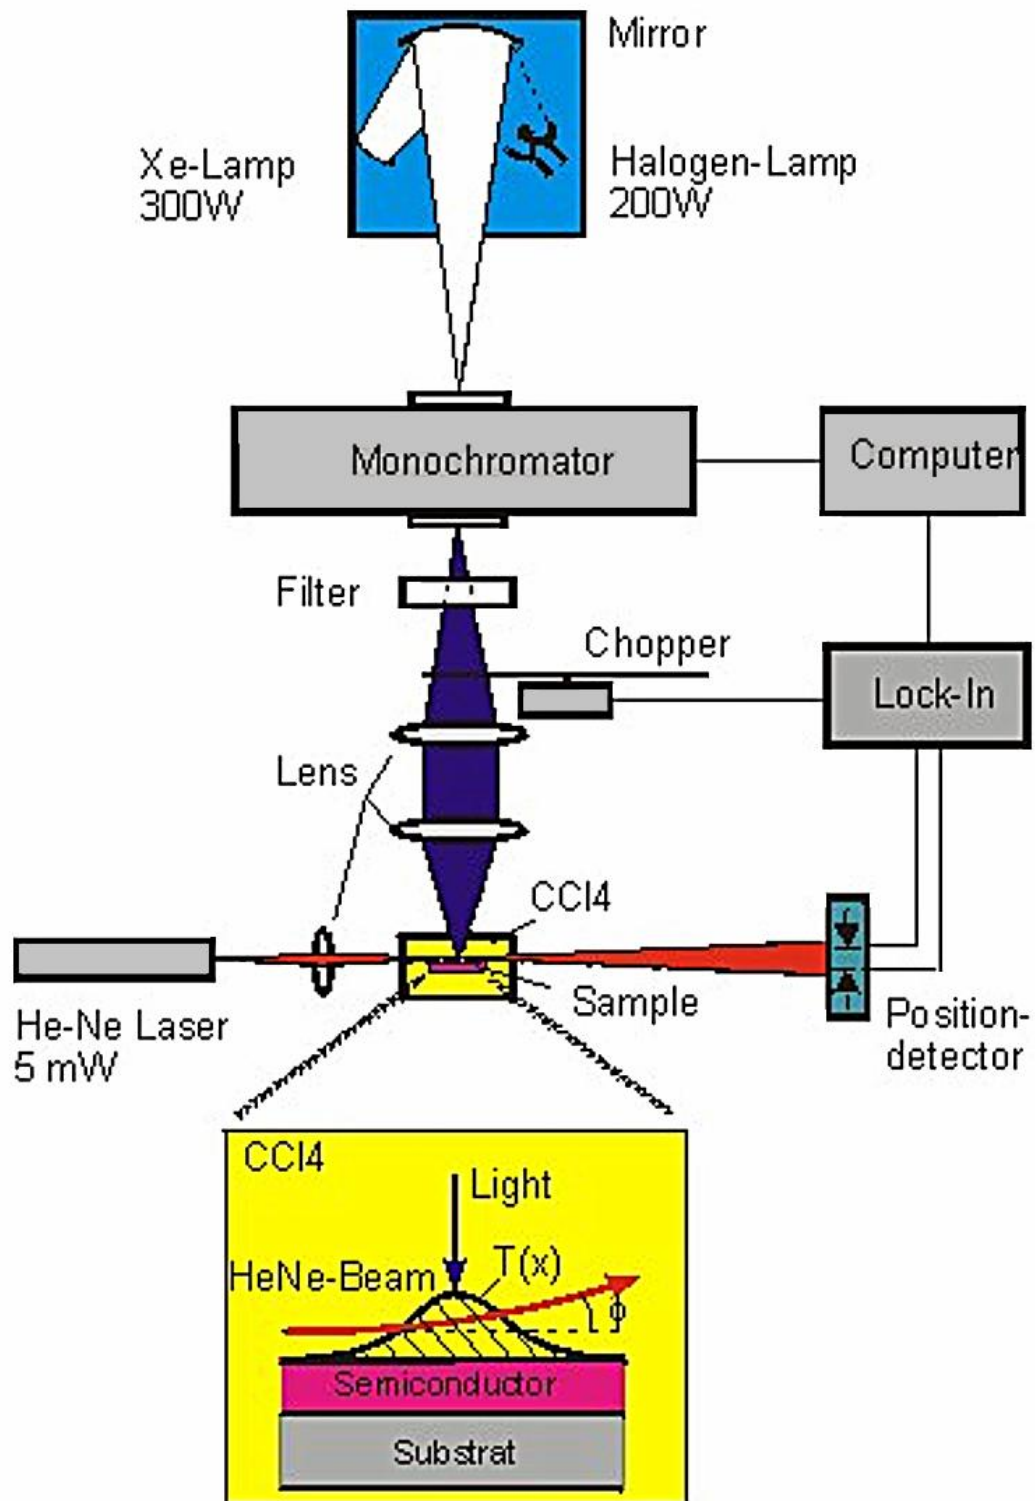 Mirror
Xe-Lamp
300W
Halogen-Lamp
200W
Monochromator
Computer
Filter
Chopper
Lock-In
Lens
CCl4
He-Ne Laser
5 mW
Sample
Position-
detector
CCl4
Light
HeNe-Beam
T(x)
ϕ
Semiconductor
Substrat